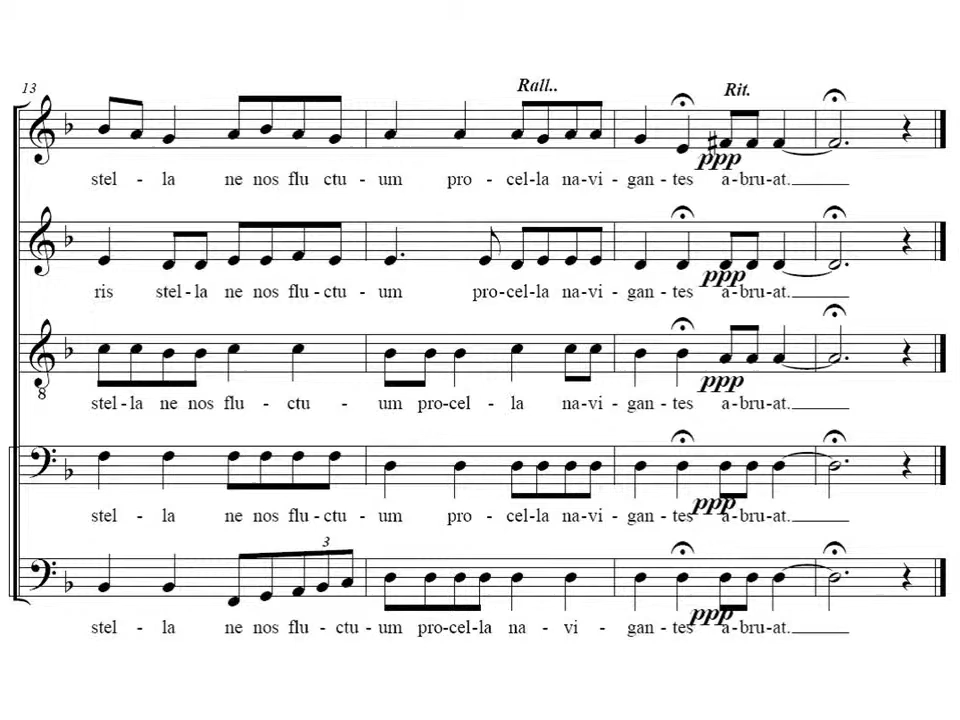 13 Rall.. Rit.
ppp
stel - la ne nos flu ctu - um pro - cel - la na - vi - gan - tes a - bru - at.
ppp
ris stel - la ne nos flu - ctu - um pro - cel - la na - vi - gan - tes a - bru - at.
8 ppp
stel - la ne nos flu - ctu - um pro - cel - la na - vi - gan - tes a - bru - at.
ppp
stel - la ne nos flu - ctu - um pro - cel - la na - vi - gan - tes a - bru - at.
3
ppp
stel - la ne nos flu - ctu - um pro - cel - la na - vi - gan - tes a - bru - at.